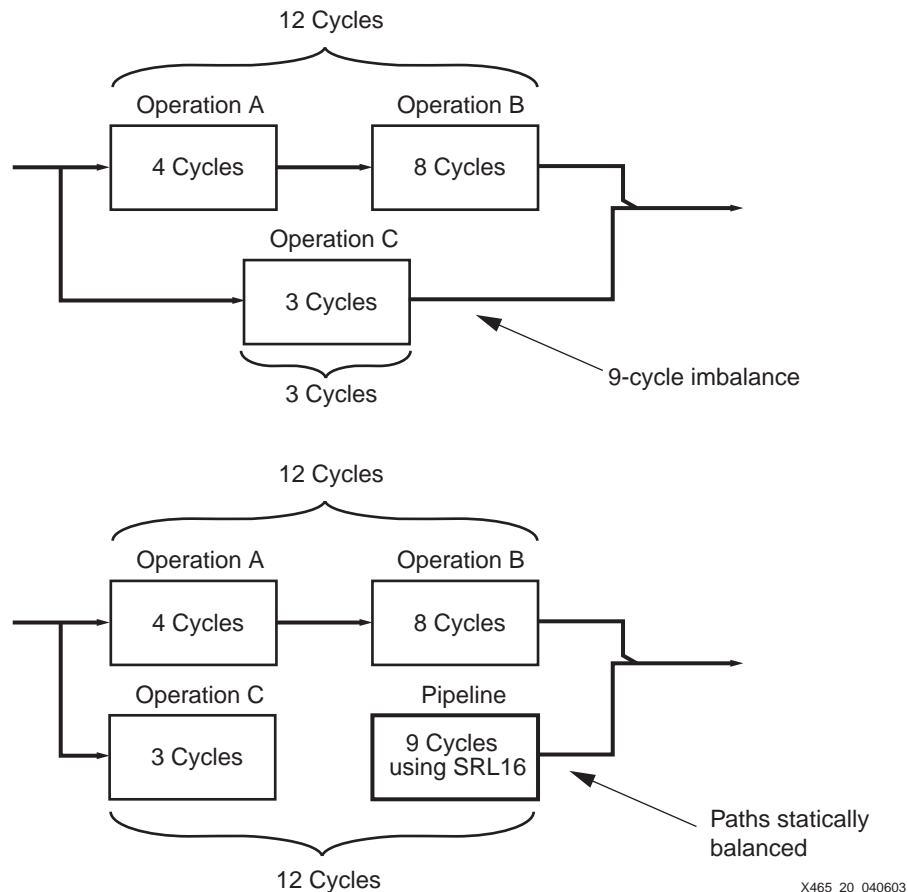 12 Cycles
Operation A
Operation B
4 Cycles
8 Cycles
Operation C
3 Cycles
9-cycle imbalance
3 Cycles
12 Cycles
Operation A
Operation B
4 Cycles
8 Cycles
Operation C
Pipeline
3 Cycles
9 Cycles
using SRL16
Paths statically
balanced
12 Cycles
X465_20_040603